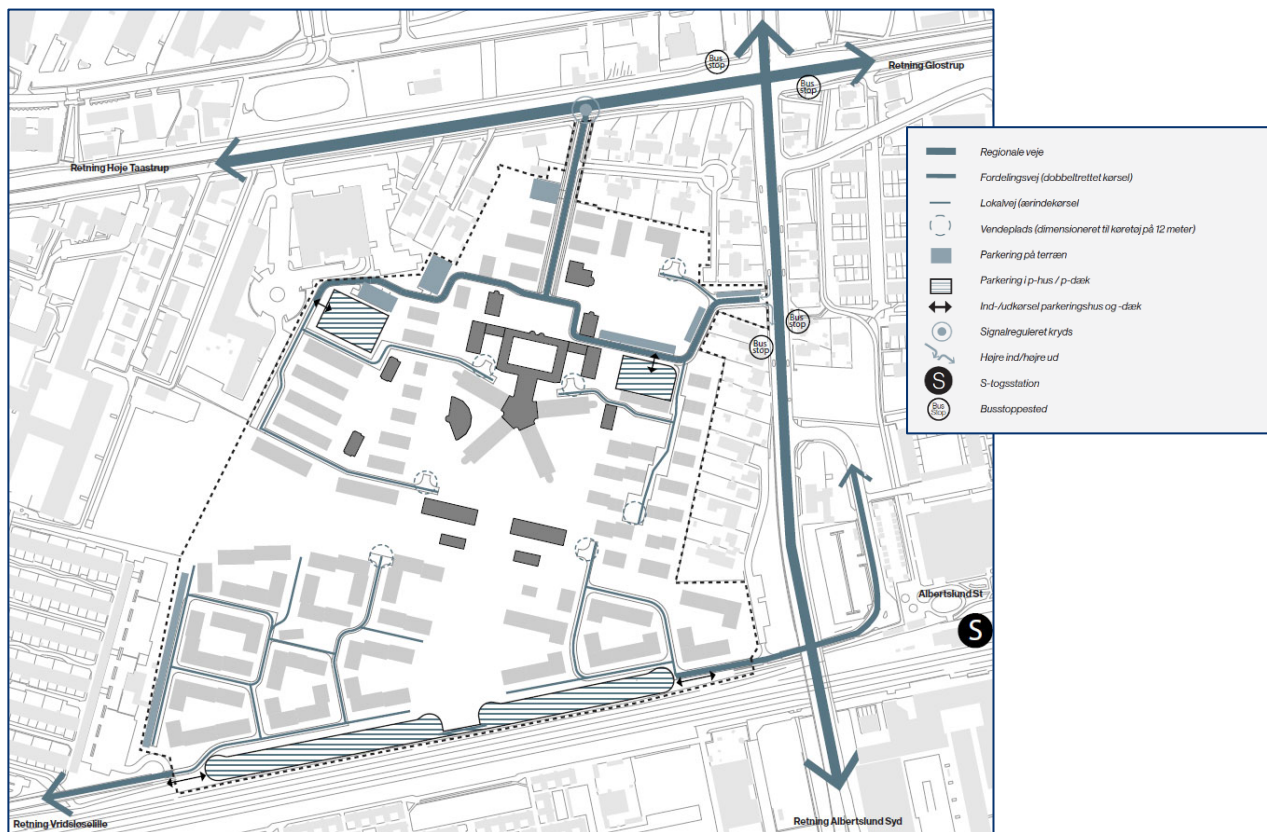 Bus
stop
Retning Glostrup
Bus
stop
Retning Høje Taastrup
Regionale veje
Fordelingsvej (dobbeltrettet kørsel)
Lokalvej (ærindekørsel
Vendeplads (dimensioneret til køretøj på 12 meter)
Parkering på terræn
Parkering i p-hus / p-dæk
Ind-/udkørsel parkeringshus og -dæk
Signalreguleret kryds
Højre ind/højre ud
S
S-togsstation
Bus
Stop
Busstoppested
Bus
stop
Bus
stop
Albertslund St
S
Retning Vridsløselille
Retning Albertslund Syd